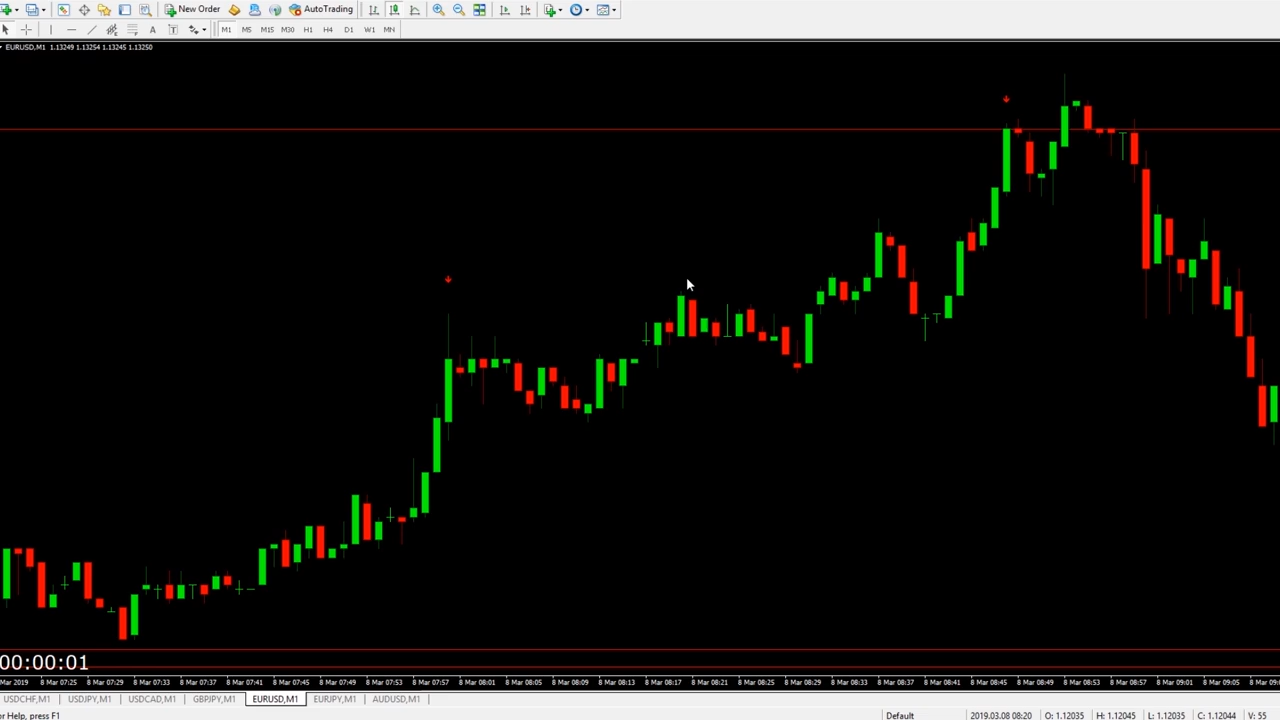 New Order AutoTrading
A T M1 M5 M15 M30 H1 H4 D1 W1 MN
EURUSD,M1 1.13249 1.13254 1.13245 1.13250
00:00:01
Mar 2019 8 Mar 07:25 8 Mar 07:29 8 Mar 07:33 8 Mar 07:37 8 Mar 07:41 8 Mar 07:45 8 Mar 07:49 8 Mar 07:53 8 Mar 07:57 8 Mar 08:01 8 Mar 08:05 8 Mar 08:09 8 Mar 08:13 8 Mar 08:17 8 Mar 08:21 8 Mar 08:25 8 Mar 08:29 8 Mar 08:33 8 Mar 08:37 8 Mar 08:41 8 Mar 08:45 8 Mar 08:49 8 Mar 08:53 8 Mar 08:57 8 Mar 09:01 8 Mar 09:05 8 Mar 09:0
USDCHF,M1 USDJPY,M1 USDCAD,M1 GBPJPY,M1 EURUSD,M1 EURJPY,M1 AUDUSD,M1
or Help, press F1 Default 2019.03.08 08:20 O: 1.12035 H: 1.12045 L: 1.12035 C: 1.12044 V: 55